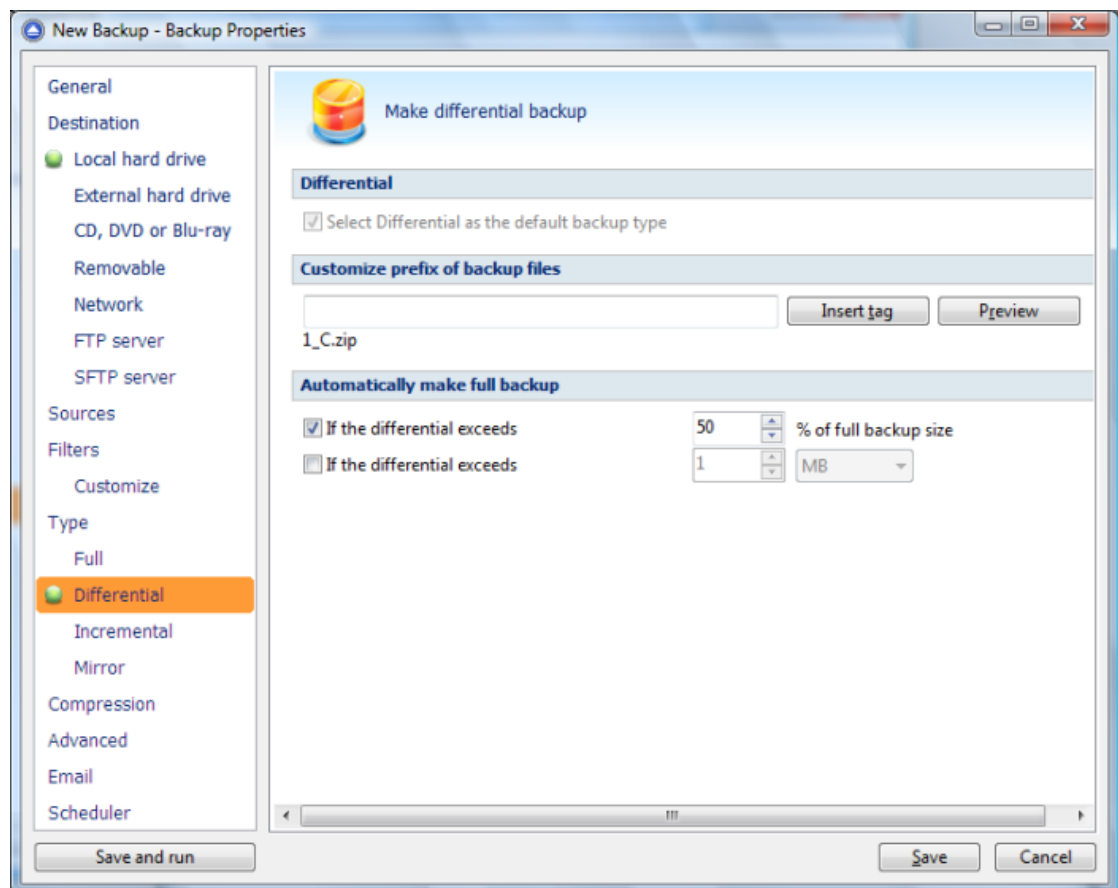 New Backup - Backup Properties
General
Destination
Local hard drive
External hard drive
CD, DVD or Blu-ray
Removable
Network
FTP server
SFTP server
Sources
Filters
Customize
Type
Full
Differential
Incremental
Mirror
Compression
Advanced
Email
Scheduler
Make differential backup
Differential
Select Differential as the default backup type
Customize prefix of backup files
Insert tag Preview
1_C.zip
Automatically make full backup
If the differential exceeds 50 % of full backup size
If the differential exceeds 1 MB
Save and run Save Cancel